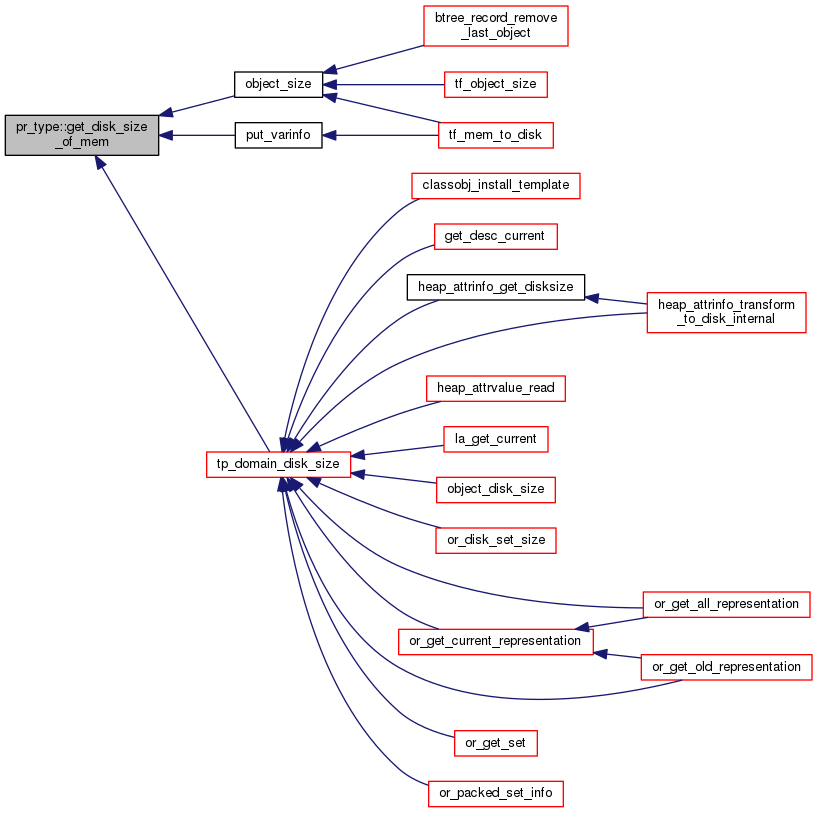 btree_record_remove
_last_object
object_size
tf_object_size
pr_type::get_disk_size
_of_mem
put_varinfo
tf_mem_to_disk
classobj_install_template
get_desc_current
heap_attrinfo_get_disksize
heap_attrinfo_transform
_to_disk_internal
heap_attrvalue_read
la_get_current
tp_domain_disk_size
object_disk_size
or_disk_set_size
or_get_all_representation
or_get_current_representation
or_get_old_representation
or_get_set
or_packed_set_info